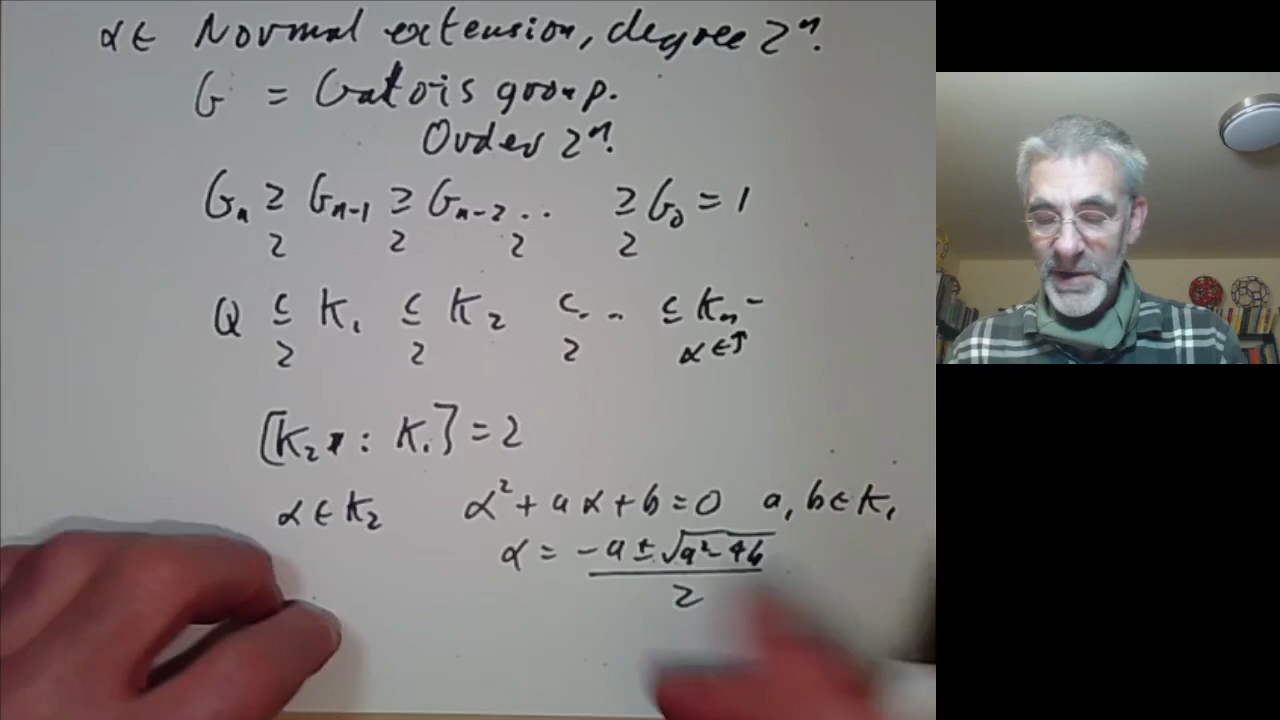 α ∈ Normal extension, degree 2ⁿ.
G = Galois group.
Order 2ⁿ.
Gₙ ≥ Gₙ₋₁ ≥ Gₙ₋₂ .. ≥ G₀ = 1
2 2 2 2
Q ⊆ K₁ ⊆ K₂ ⊆ .. ⊆ Kₙ -
2 2 2 α ∈ ↑
[K₂ : K₁] = 2
α ∈ K₂ α² + aα + b = 0 a, b ∈ K₁
α = -a ± √a² - 4b
2